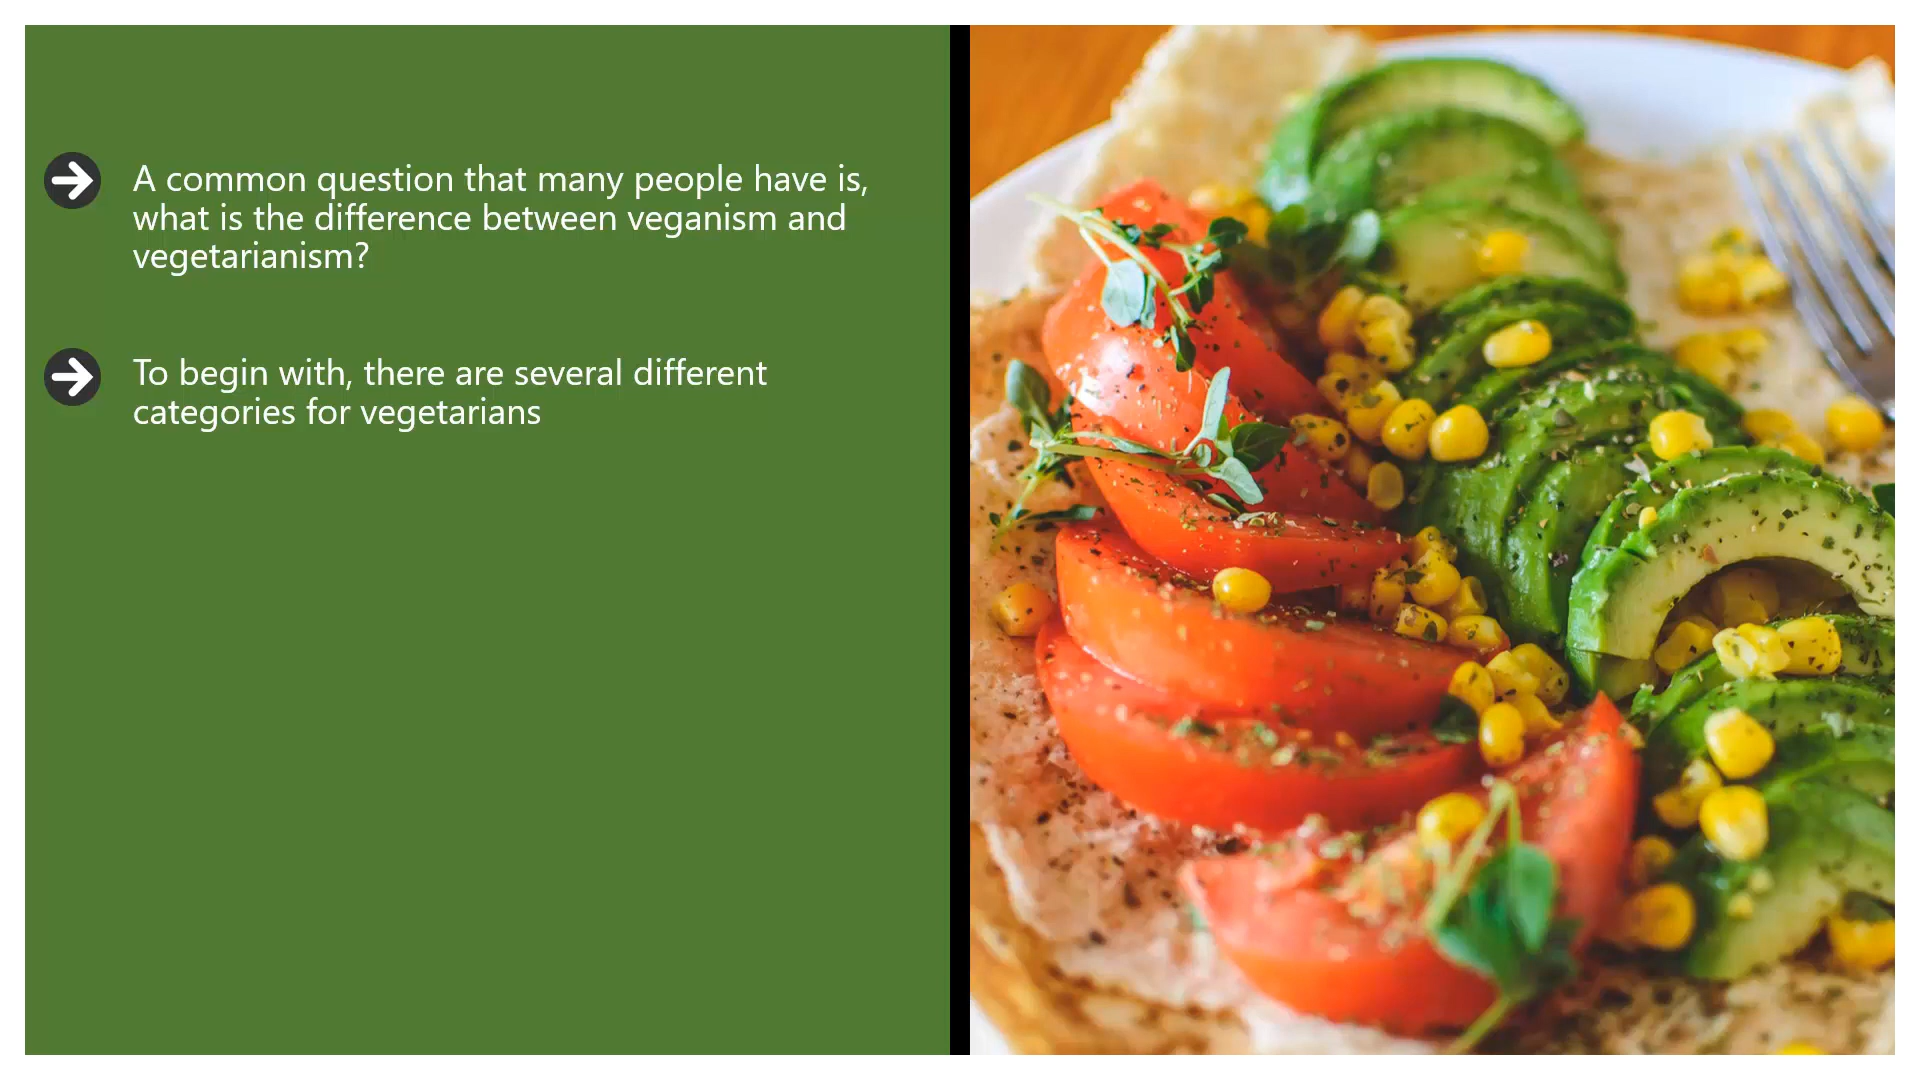 A common question that many people have is,
what is the difference between veganism and
vegetarianism?
To begin with, there are several different
categories for vegetarians